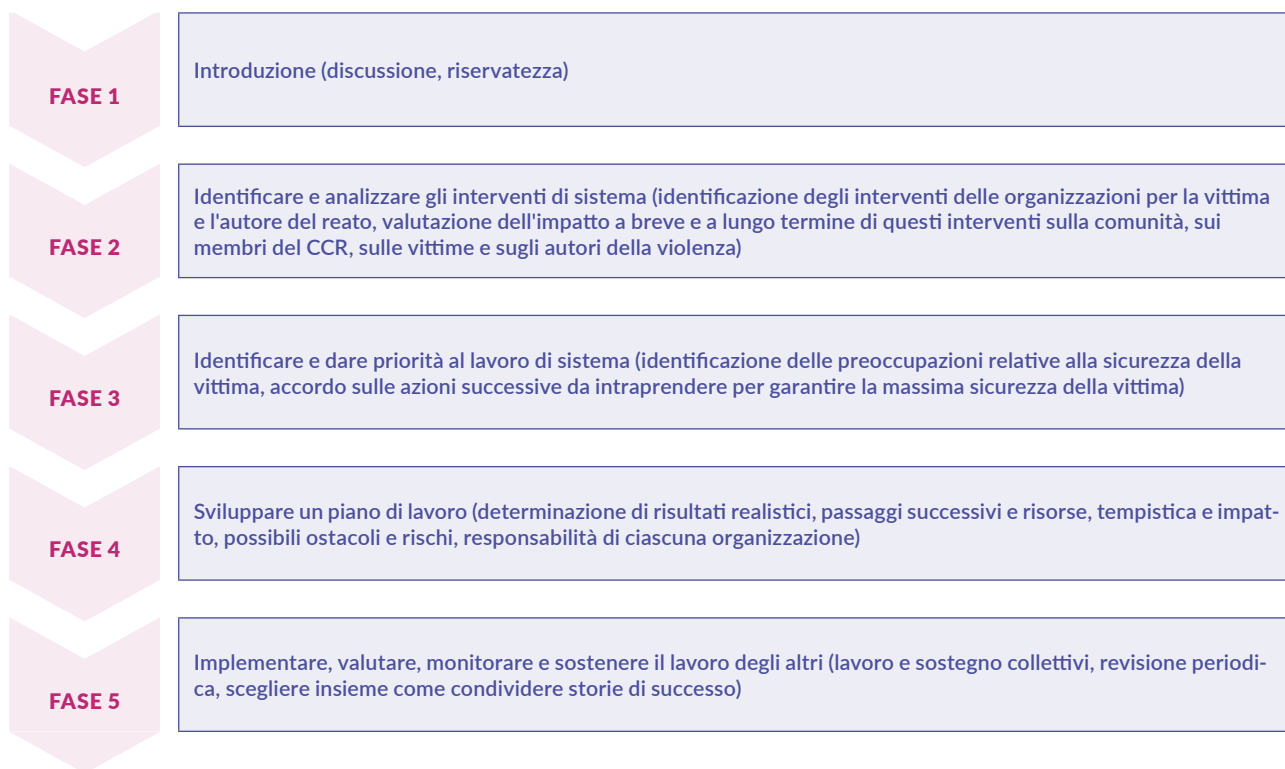 FASE 1
Introduzione (discussione, riservatezza)
FASE 2
Identificare e analizzare gli interventi di sistema (identificazione degli interventi delle organizzazioni per la vittima
e l'autore del reato, valutazione dell'impatto a breve e a lungo termine di questi interventi sulla comunità, sui
membri del CCR, sulle vittime e sugli autori della violenza)
FASE 3
Identificare e dare priorità al lavoro di sistema (identificazione delle preoccupazioni relative alla sicurezza della
vittima, accordo sulle azioni successive da intraprendere per garantire la massima sicurezza della vittima)
FASE 4
Sviluppare un piano di lavoro (determinazione di risultati realistici, passaggi successivi e risorse, tempistica e impat-
to, possibili ostacoli e rischi, responsabilità di ciascuna organizzazione)
FASE 5
Implementare, valutare, monitorare e sostenere il lavoro degli altri (lavoro e sostegno collettivi, revisione periodi-
ca, scegliere insieme come condividere storie di successo)